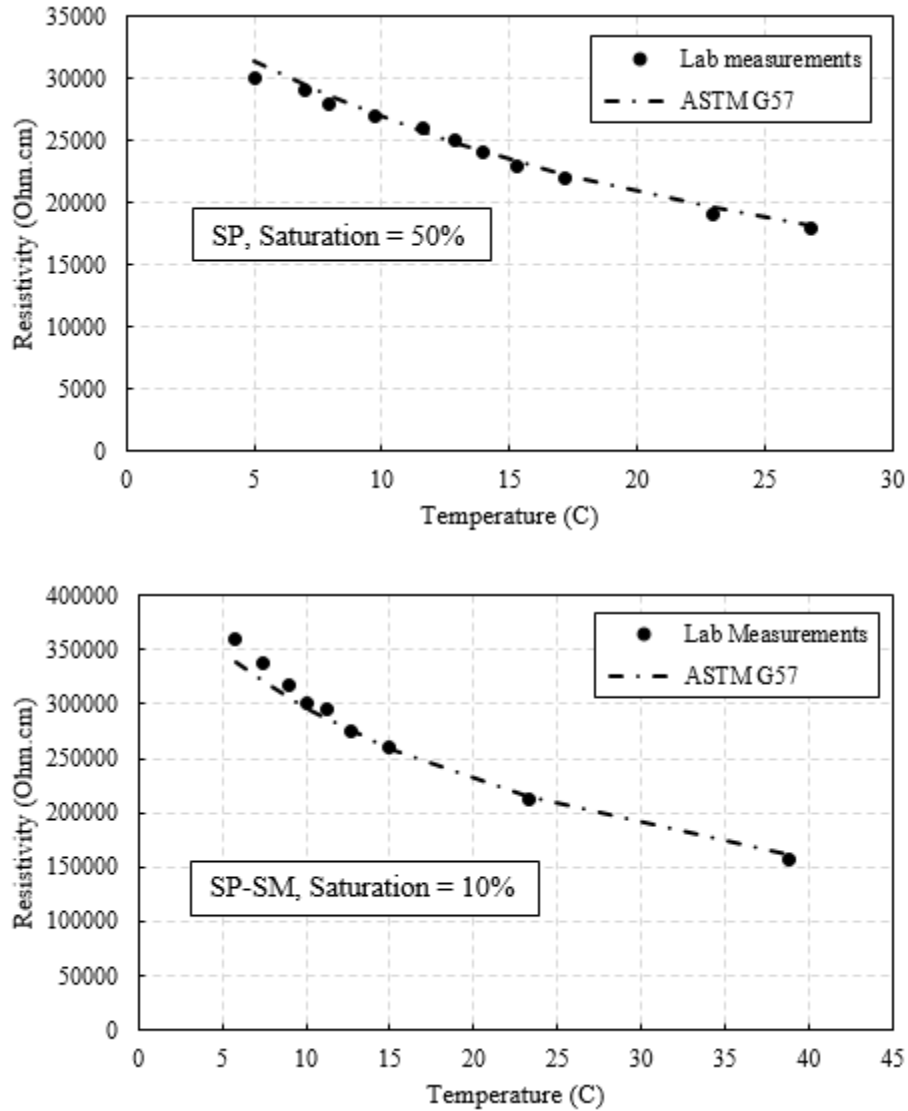 35000
30000
25000
20000
15000
10000
5000
0
Resistivity (Ohm.cm)
Lab measurements
ASTM G57
SP, Saturation = 50%
0 5 10 15 20 25 30
Temperature (C)
400000
350000
300000
250000
200000
150000
100000
50000
0
Resistivity (Ohm.cm)
Lab Measurements
ASTM G57
SP-SM, Saturation = 10%
0 5 10 15 20 25 30 35 40 45
Temperature (C)